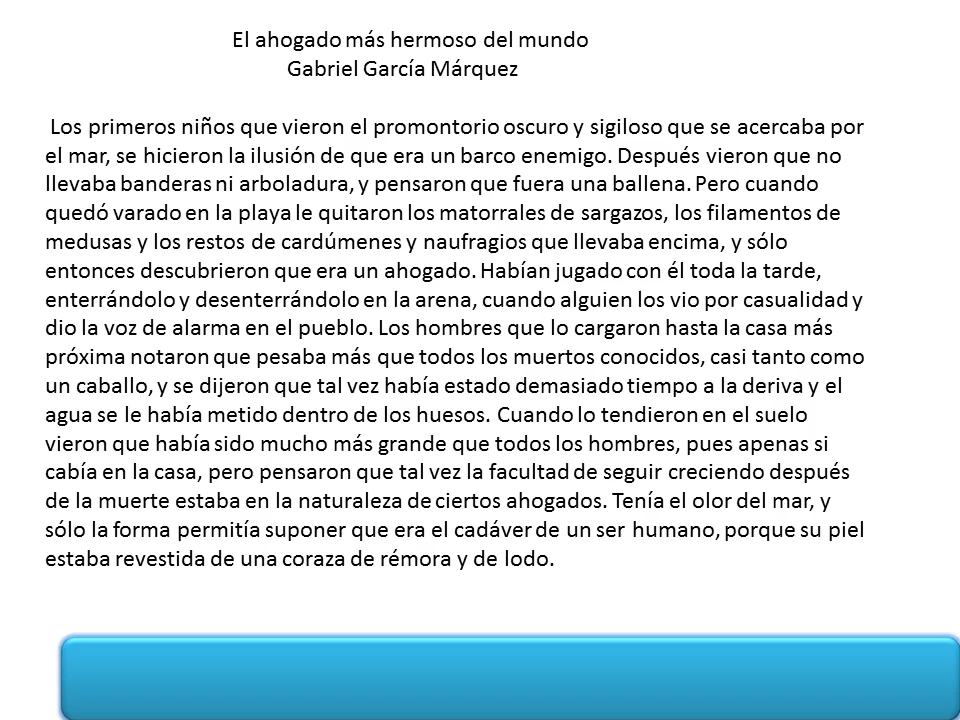 El ahogado más hermoso del mundo
Gabriel García Márquez
Los primeros niños que vieron el promontorio oscuro y sigiloso que se acercaba por
el mar, se hicieron la ilusión de que era un barco enemigo. Después vieron que no
llevaba banderas ni arboladura, y pensaron que fuera una ballena. Pero cuando
quedó varado en la playa le quitaron los matorrales de sargazos, los filamentos de
medusas y los restos de cardúmenes y naufragios que llevaba encima, y sólo
entonces descubrieron que era un ahogado. Habían jugado con él toda la tarde,
enterrándolo y desenterrándolo en la arena, cuando alguien los vio por casualidad y
dio la voz de alarma en el pueblo. Los hombres que lo cargaron hasta la casa más
próxima notaron que pesaba más que todos los muertos conocidos, casi tanto como
un caballo, y se dijeron que tal vez había estado demasiado tiempo a la deriva y el
agua se le había metido dentro de los huesos. Cuando lo tendieron en el suelo
vieron que había sido mucho más grande que todos los hombres, pues apenas si
cabía en la casa, pero pensaron que tal vez la facultad de seguir creciendo después
de la muerte estaba en la naturaleza de ciertos ahogados. Tenía el olor del mar, y
sólo la forma permitía suponer que era el cadáver de un ser humano, porque su piel
estaba revestida de una coraza de rémora y de lodo.